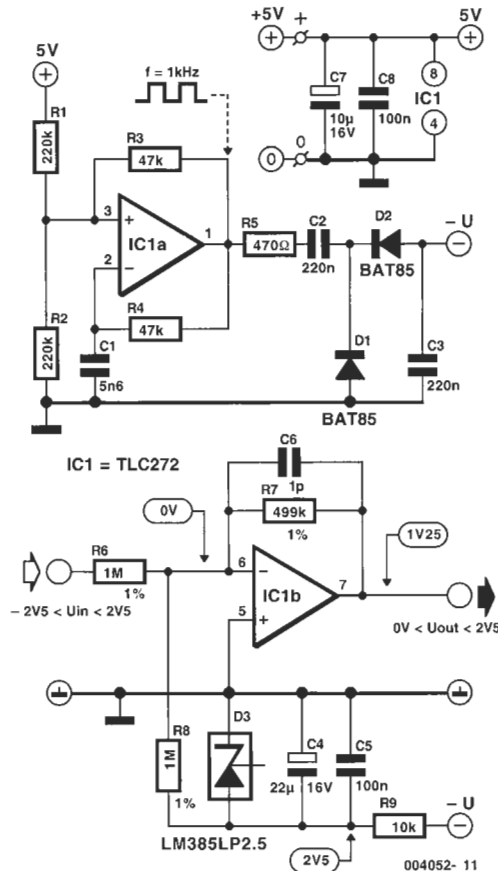 +5V
+
5V
5V
f = 1kHz
C7
C8
8
IC1
4
10µ
16V
100n
0
0
R1
220k
R3
47k
3
+
IC1a
1
2
−
R5
470Ω
C2
220n
D2
BAT85
− U
−
R4
47k
R2
220k
C1
5n6
D1
BAT85
C3
220n
IC1 = TLC272
C6
1p
R7
499k
1%
0V
1V25
R6
1M
1%
6
−
IC1b
7
5
+
− 2V5 < Uin < 2V5
0V < Uout < 2V5
R8
1M
1%
D3
LM385LP2.5
C4
22µ
16V
C5
100n
R9
10k
− U
−
2V5
004052- 11